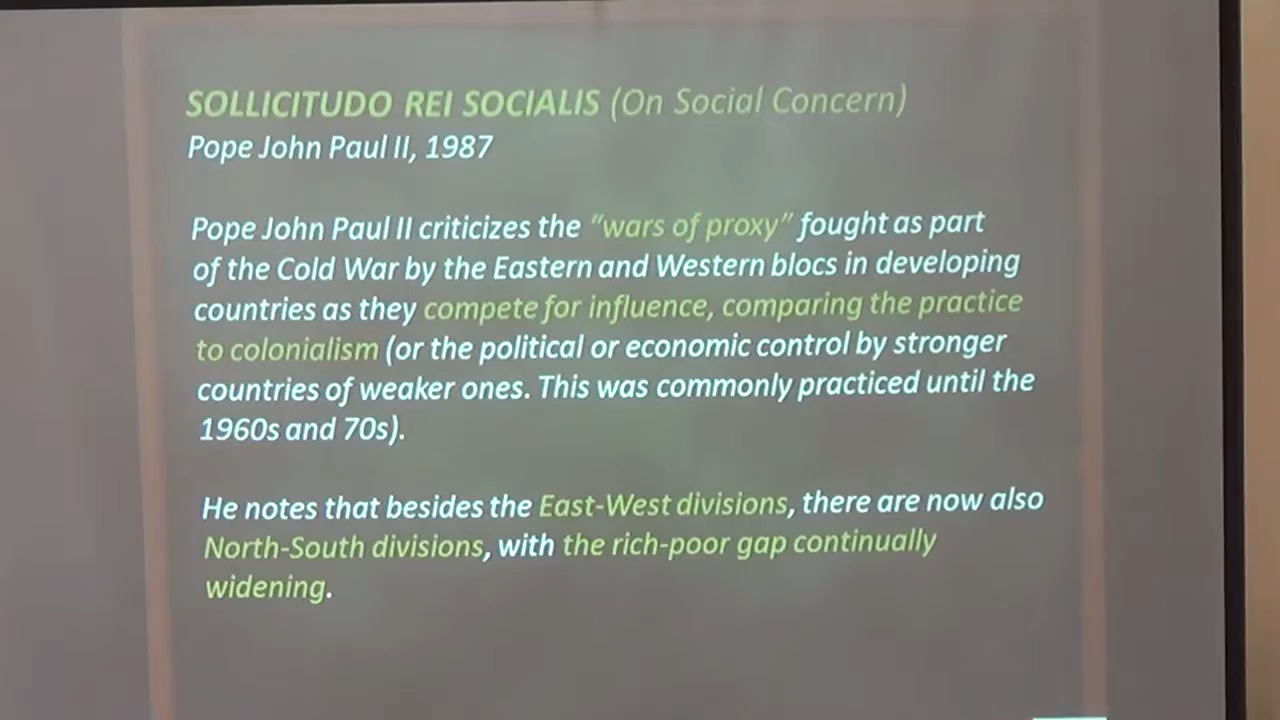 SOLLICITUDO REI SOCIALIS (On Social Concern)
Pope John Paul II, 1987
Pope John Paul II criticizes the “wars of proxy” fought as part
of the Cold War by the Eastern and Western blocs in developing
countries as they compete for influence, comparing the practice
to colonialism (or the political or economic control by stronger
countries of weaker ones. This was commonly practiced until the
1960s and 70s).
He notes that besides the East-West divisions, there are now also
North-South divisions, with the rich-poor gap continually
widening.